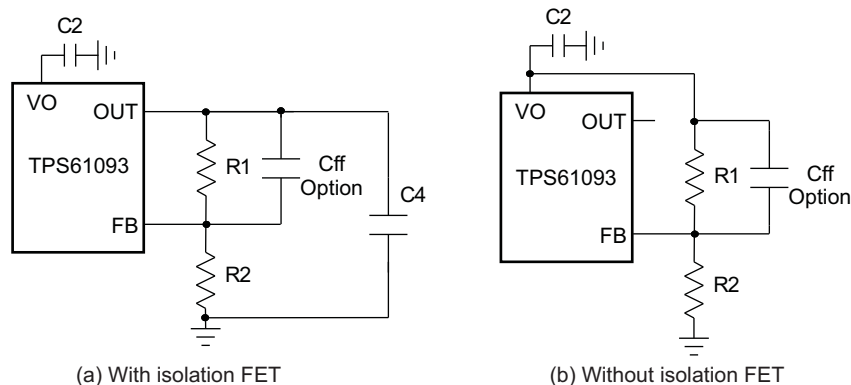 C2
VO
OUT
TPS61093
R1
Cff
Option
C4
FB
R2
(a) With isolation FET
C2
VO
OUT
TPS61093
R1
Cff
Option
FB
R2
(b) Without isolation FET